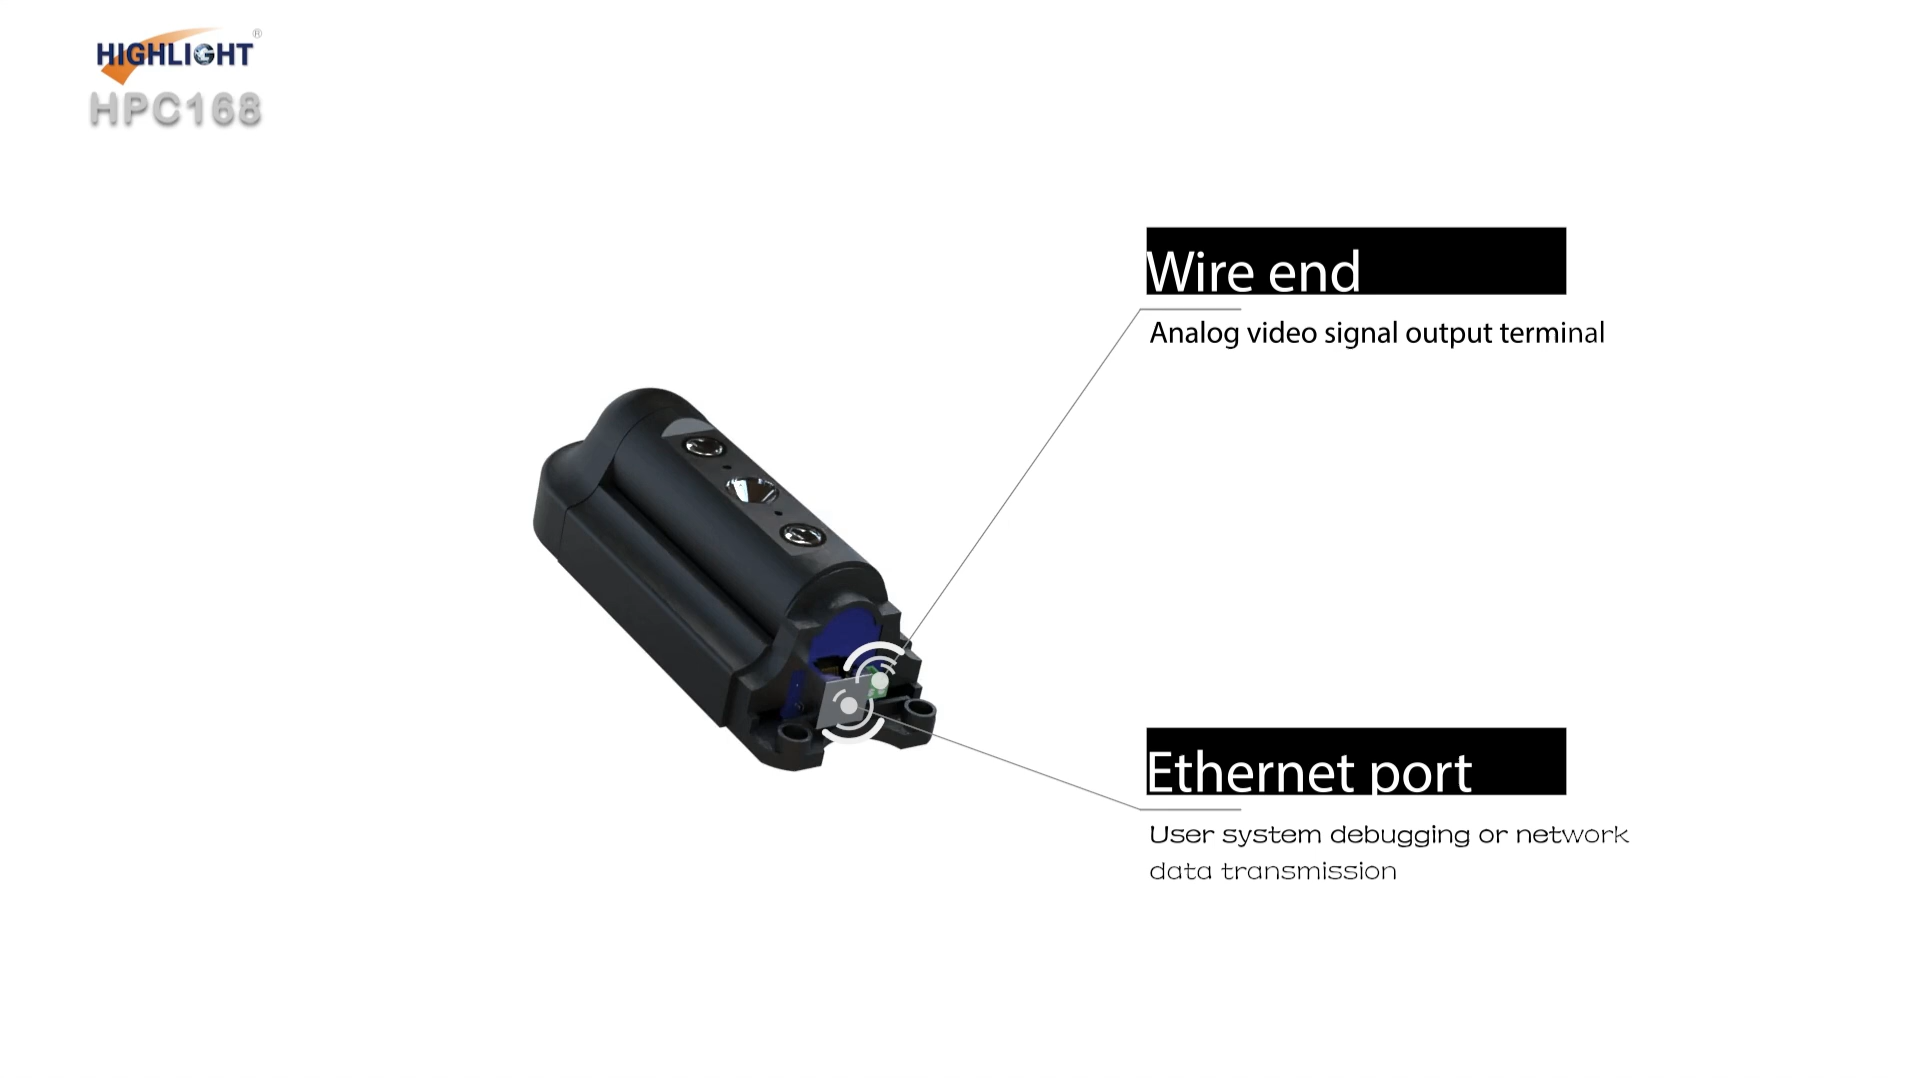 HIGHLIGHT®
HPC168
Wire end
Analog video signal output terminal
Ethernet port
User system debugging or network
data transmission